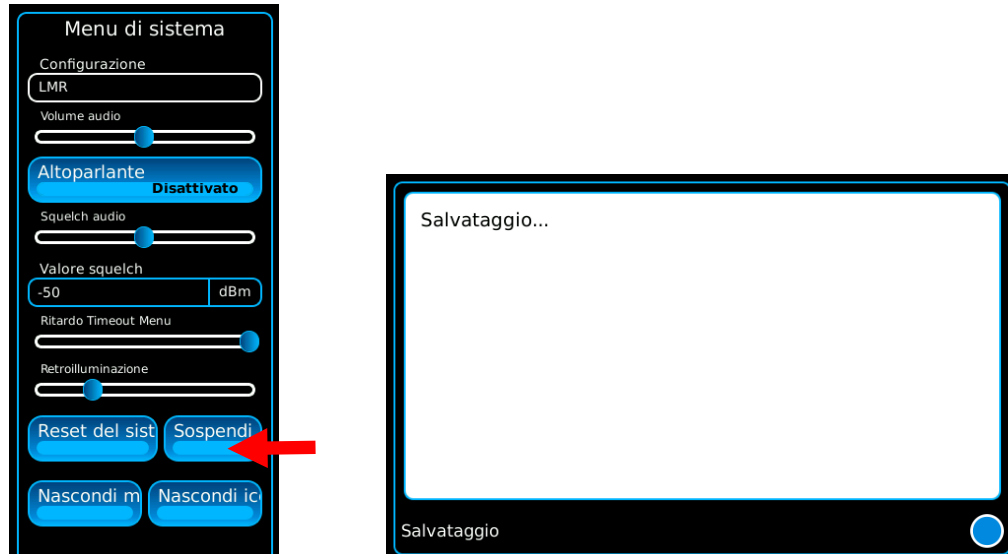 Menu di sistema
Configurazione
LMR
Volume audio
Altoparlante
Disattivato
Squelch audio
Valore squelch
-50 dBm
Ritardo Timeout Menu
Retroilluminazione
Reset del sist Sospendi
Nascondi m Nascondi ic
Salvataggio...
Salvataggio